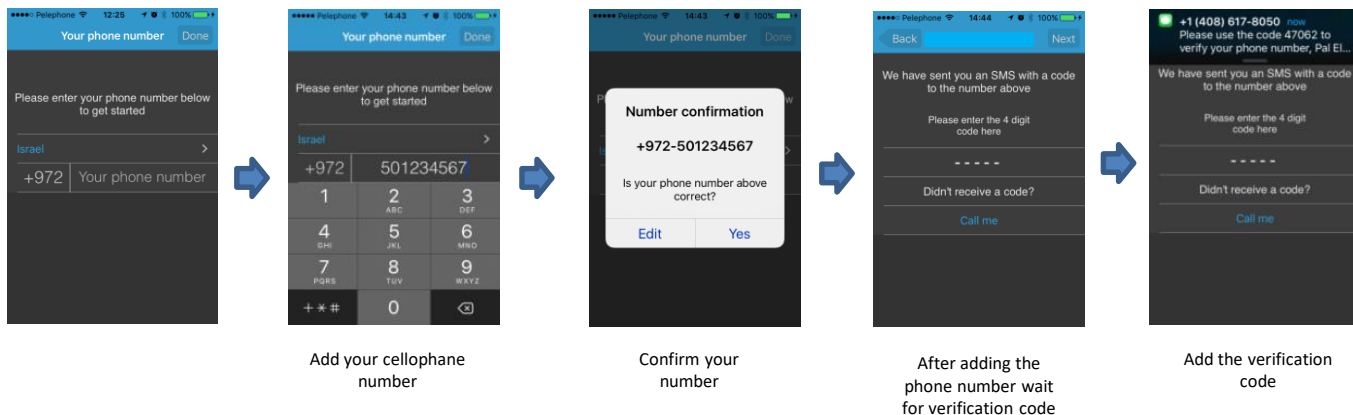 Pelephone 12:25 100%
Your phone number Done
Please enter your phone number below
to get started
Israel
+972 Your phone number
Pelephone 14:43 100%
Your phone number Done
Please enter your phone number below
to get started
Israel
+972 501234567
1 2 3
ABC DEF
4 5 6
GHI JKL MNO
7 8 9
PQRS TUV WXYZ
+*# 0
Add your cellophane
number
Pelephone 14:43 100%
Your phone number Done
Number confirmation
+972-501234567
Is your phone number above
correct?
Edit Yes
Confirm your
number
Pelephone 14:44 100%
Back Next
We have sent you an SMS with a code
to the number above
Please enter the 4 digit
code here
-----
Didn't receive a code?
Call me
After adding the
phone number wait
for verification code
+1 (408) 617-8050 now
Please use the code 47062 to
verify your phone number, Pal El...
We have sent you an SMS with a code
to the number above
Please enter the 4 digit
code here
-----
Didn't receive a code?
Call me
Add the verification
code